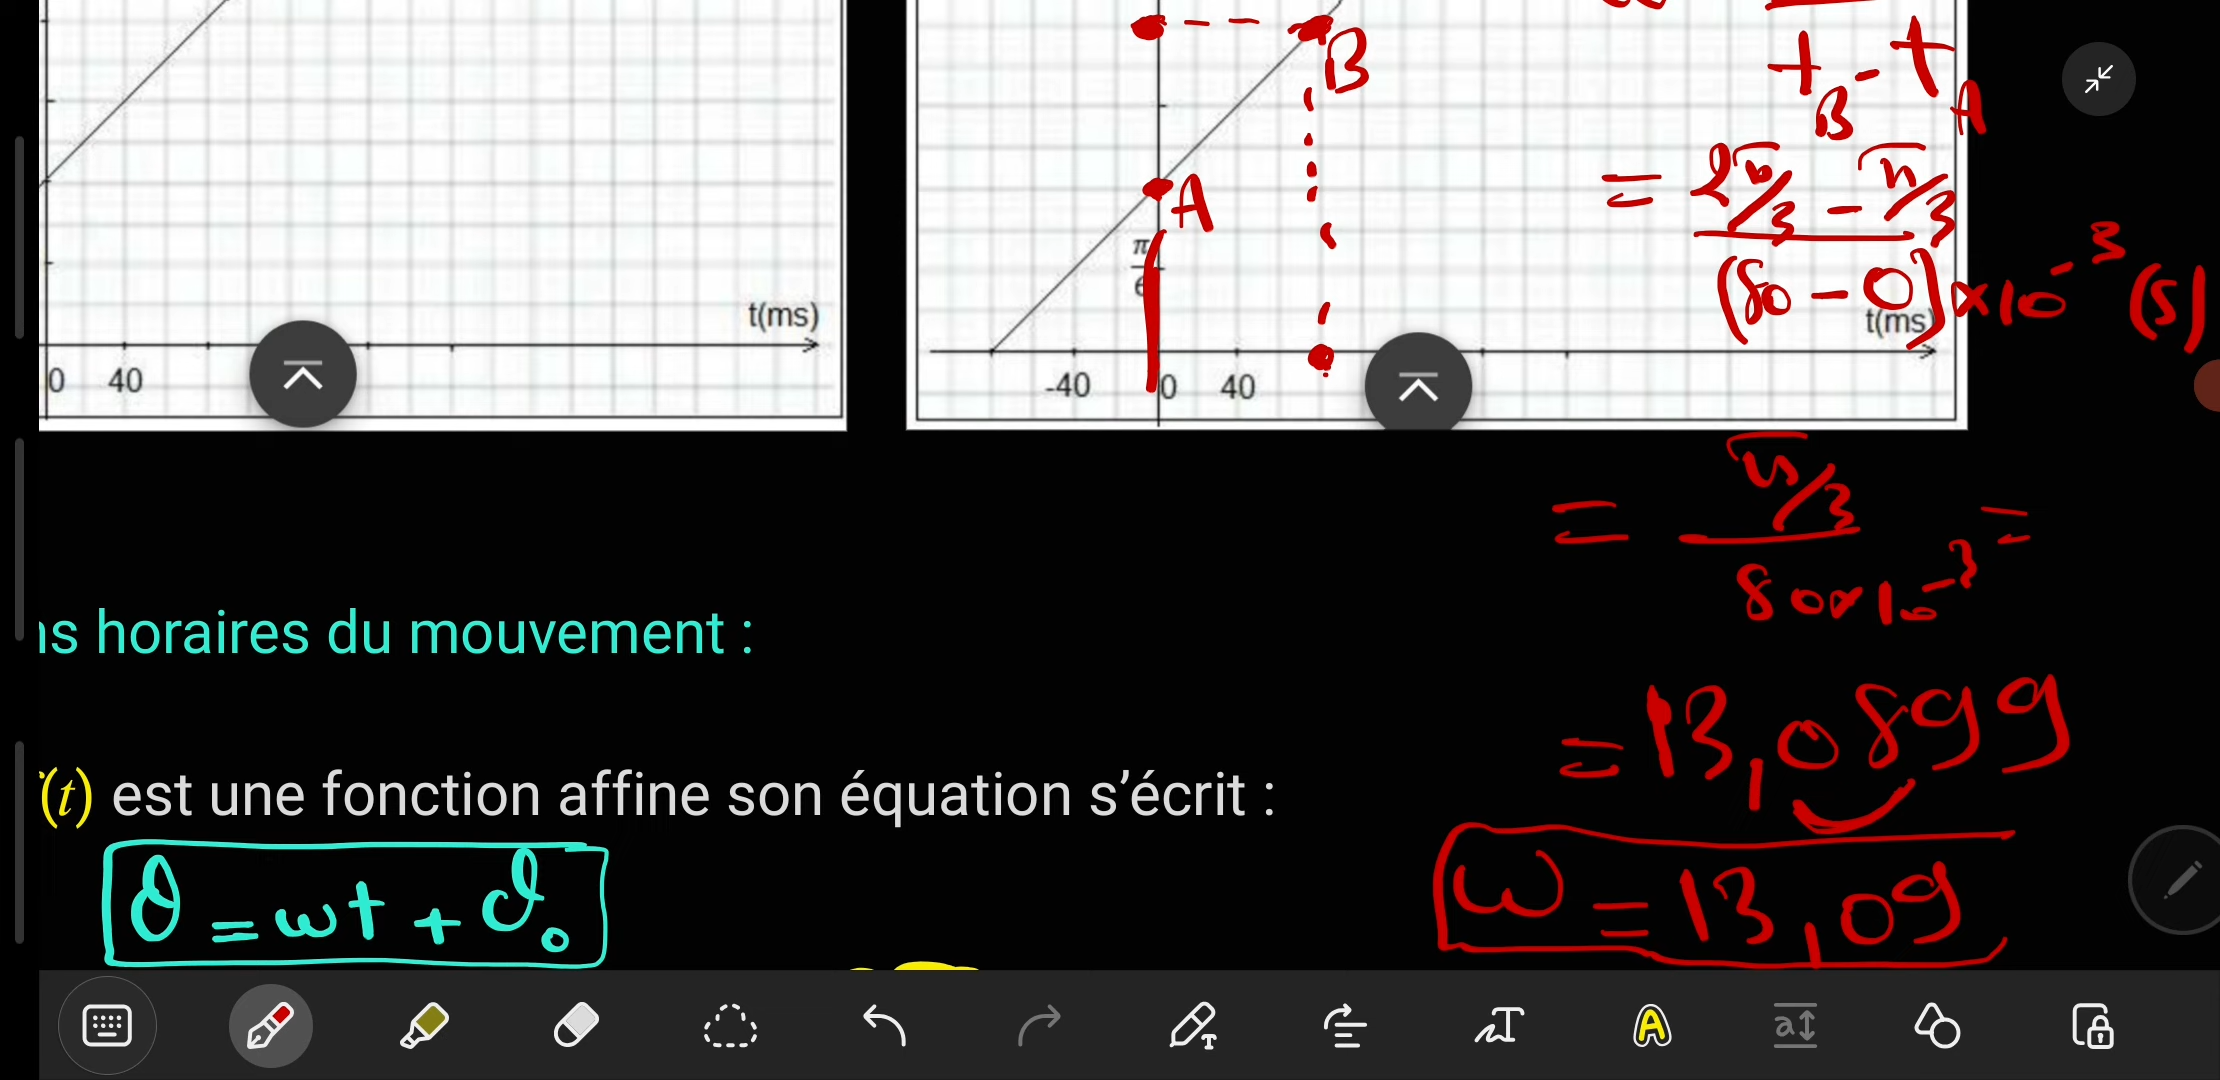 B
t_B - t_A
A
= 2π/3 - π/3
(80 - 0) × 10^-3 (s)
π
6
t(ms)
t(ms)
0 40
-40 0 40
= π/3 =
80 × 10^-3
ns horaires du mouvement :
= 13,0899
(t) est une fonction affine son équation s’écrit :
θ = ωt + θ₀
ω = 13,09